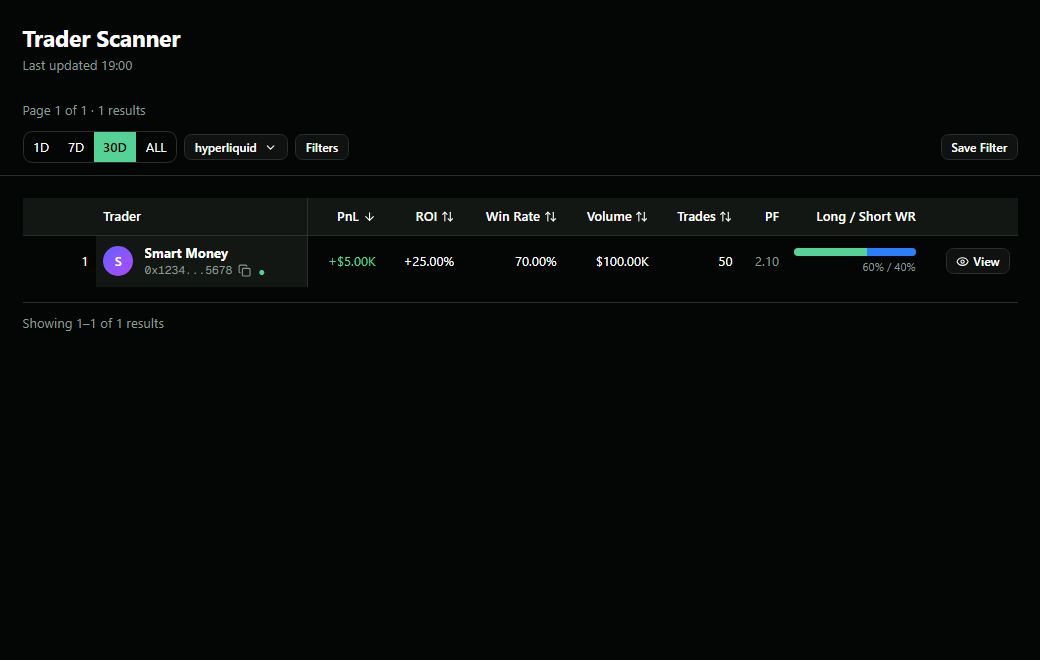 Trader Scanner
Last updated 19:00
Page 1 of 1 · 1 results
1D 7D 30D ALL hyperliquid Filters Save Filter
Trader PnL ↓ ROI ↑↓ Win Rate ↑↓ Volume ↑↓ Trades ↑↓ PF Long / Short WR
1 S Smart Money +$5.00K +25.00% 70.00% $100.00K 50 2.10 View
0x1234...5678 60% / 40%
Showing 1–1 of 1 results